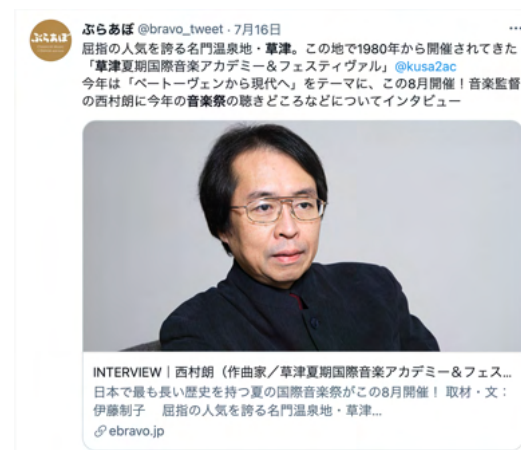 ぶらあぼ @bravo_tweet · 7月16日
屈指の人気を誇る名門温泉地・草津。この地で1980年から開催されてきた
「草津夏期国際音楽アカデミー＆フェスティヴァル」@kusa2ac
今年は「ベートーヴェンから現代へ」をテーマに、この8月開催！音楽監督
の西村朗に今年の音楽祭の聴きどころなどについてインタビュー
INTERVIEW｜西村朗（作曲家／草津夏期国際音楽アカデミー＆フェス...
日本で最も長い歴史を持つ夏の国際音楽祭がこの8月開催！ 取材・文：
伊藤制子　屈指の人気を誇る名門温泉地・草津...
ebravo.jp